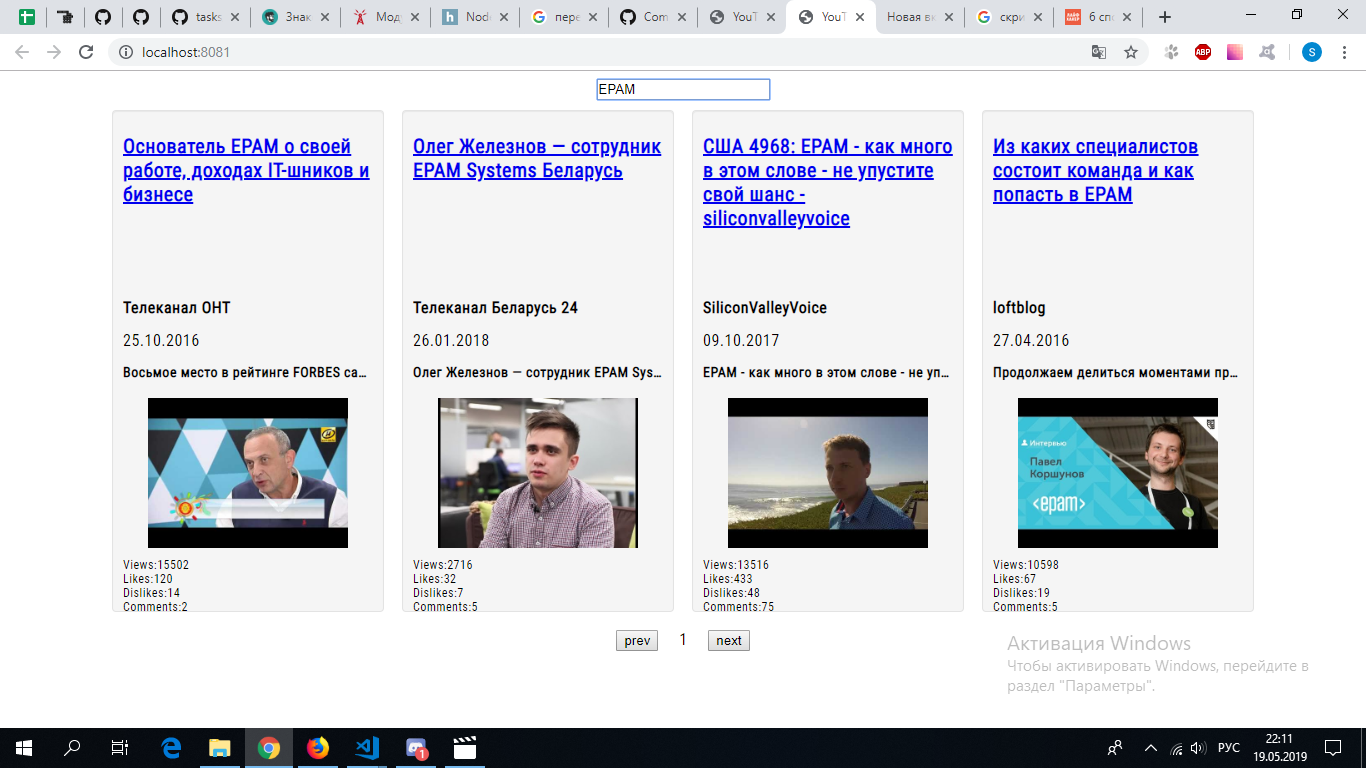 tasks
Знак
Моду
Node
пере
Com
YouT
YouT
Новая вк
скри
6 спо
localhost:8081
ABP
S
EPAM
Основатель EPAM о своей
работе, доходах IT-шников и
бизнесе
Телеканал ОНТ
25.10.2016
Восьмое место в рейтинге FORBES са...
Views:15502
Likes:120
Dislikes:14
Comments:2
Олег Железнов — сотрудник
EPAM Systems Беларусь
Телеканал Беларусь 24
26.01.2018
Олег Железнов — сотрудник EPAM Sys...
Views:2716
Likes:32
Dislikes:7
Comments:5
США 4968: EPAM - как много
в этом слове - не упустите
свой шанс -
siliconvalleyvoice
SiliconValleyVoice
09.10.2017
EPAM - как много в этом слове - не уп...
Views:13516
Likes:433
Dislikes:48
Comments:75
Из каких специалистов
состоит команда и как
попасть в EPAM
loftblog
27.04.2016
Продолжаем делиться моментами пр...
Интервью
Павел
Коршунов
<epam>
Views:10598
Likes:67
Dislikes:19
Comments:5
prev 1 next
Активация Windows
Чтобы активировать Windows, перейдите в
раздел "Параметры".
1
РУС
22:11
19.05.2019